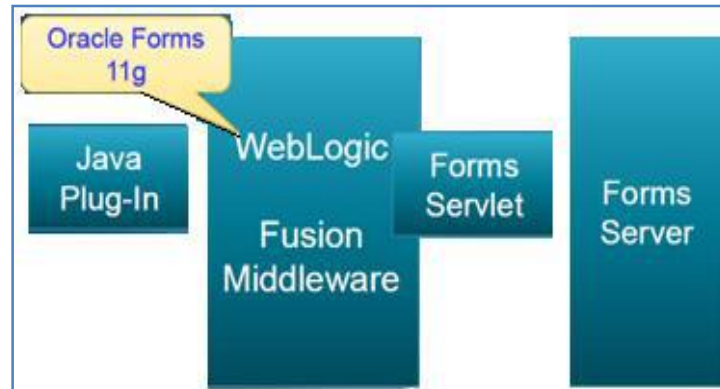 Oracle Forms
11g
Java
Plug-In
WebLogic
Fusion
Middleware
Forms
Servlet
Forms
Server